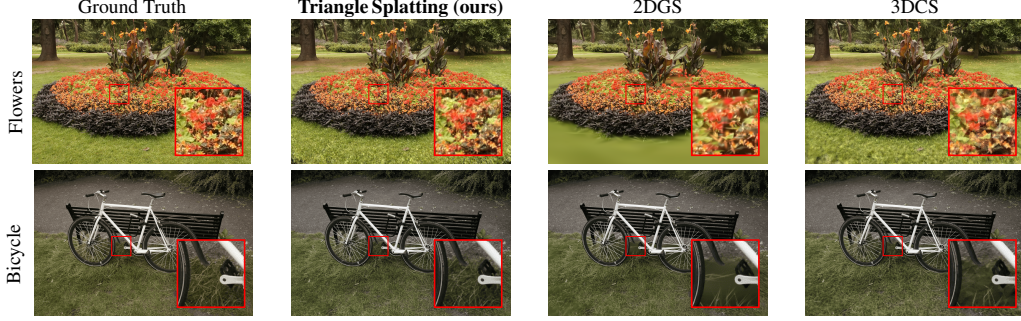 Ground Truth
Triangle Splatting (ours)
2DGS
3DCS
Flowers
Bicycle